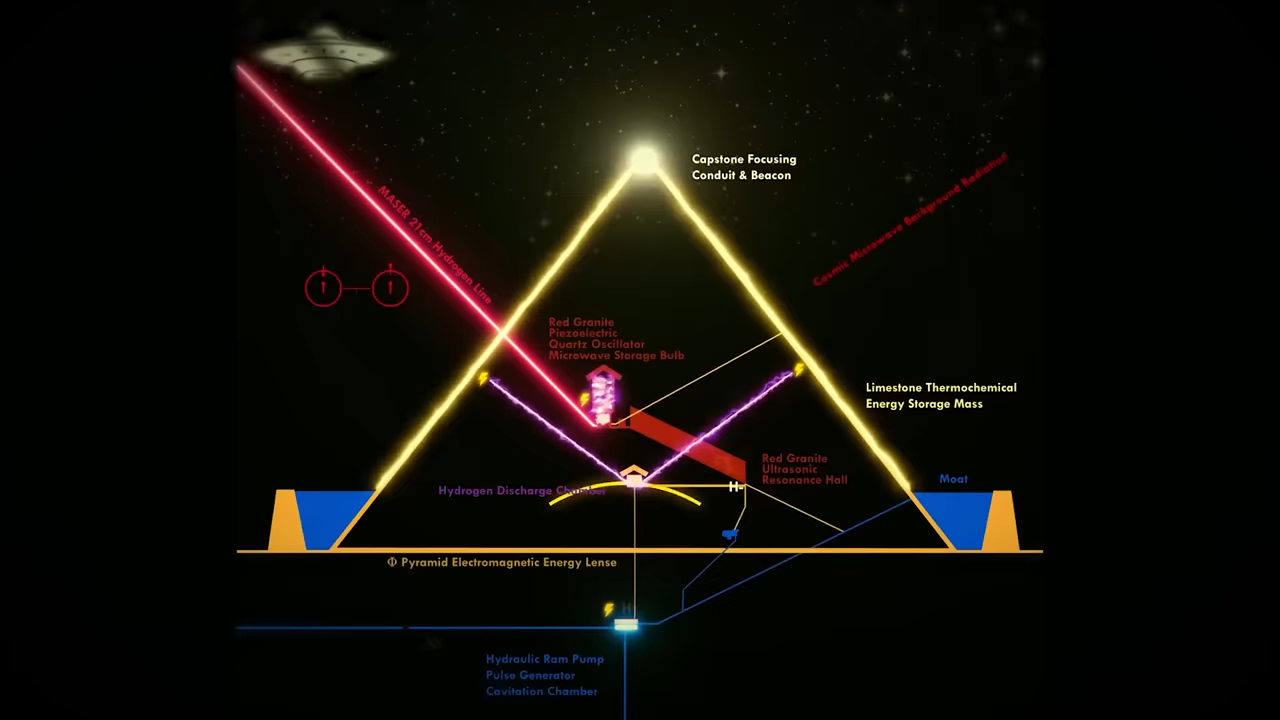 Capstone Focusing
Conduit & Beacon
Cosmic Microwave Background Radiation
MASER 21cm Hydrogen Line
Red Granite
Piezoelectric
Quartz Oscillator
Microwave Storage Bulb
Limestone Thermochemical
Energy Storage Mass
Red Granite
Ultrasonic
Resonance Hall
Moat
Hydrogen Discharge Chamber
H-
Φ Pyramid Electromagnetic Energy Lense
Hydraulic Ram Pump
Pulse Generator
Cavitation Chamber